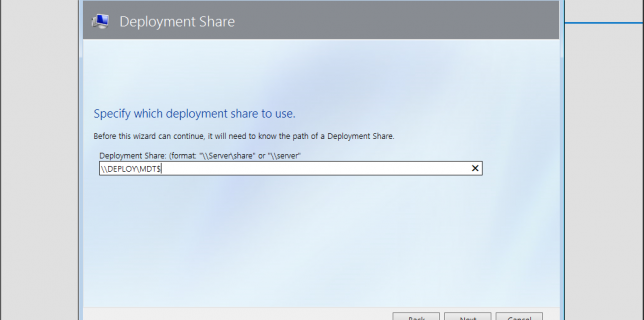 Deployment Share
Specify which deployment share to use.
Before this wizard can continue, it will need to know the path of a Deployment Share.
Deployment Share: (format: "\\Server\share" or "\\server"
\\DEPLOY\MDT$
Back Next Cancel